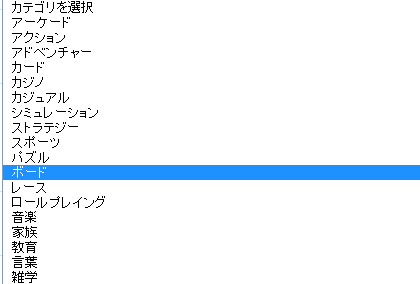 カテゴリを選択
アーケード
アクション
アドベンチャー
カード
カジノ
カジュアル
シミュレーション
ストラテジー
スポーツ
パズル
ボード
レース
ロールプレイング
音楽
家族
教育
言葉
雑学